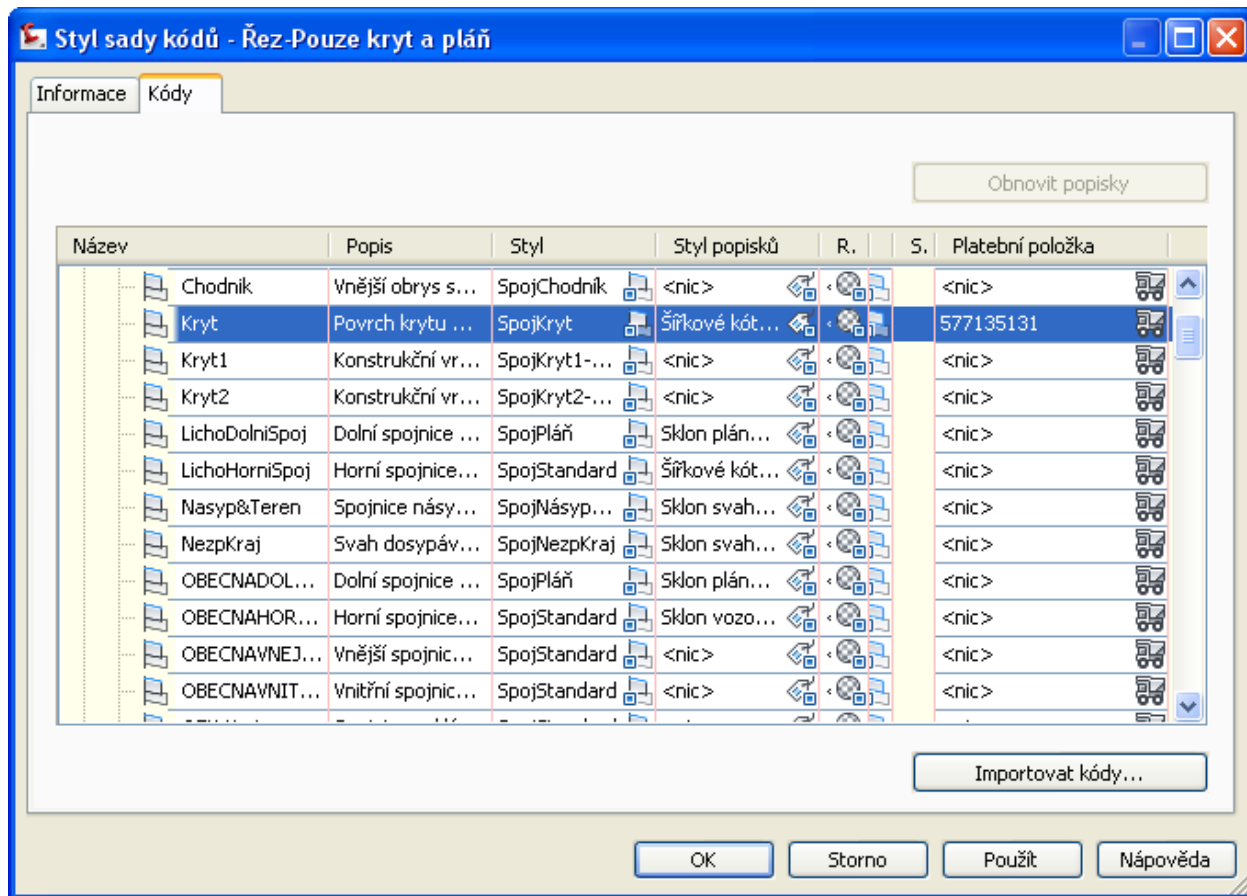 Styl sady kódů - Řez-Pouze kryt a pláň
Informace Kódy
Obnovit popisky
Název Popis Styl Styl popisků R. S. Platební položka
Chodnik Vnější obrys s... SpojChodník <nic> <nic>
Kryt Povrch krytu ... SpojKryt Šířkové kót... 577135131
Kryt1 Konstrukční vr... SpojKryt1-... <nic> <nic>
Kryt2 Konstrukční vr... SpojKryt2-... <nic> <nic>
LichoDolniSpoj Dolní spojnice ... SpojPláň Sklon plán... <nic>
LichoHorniSpoj Horní spojnice... SpojStandard Šířkové kót... <nic>
Nasyp&Teren Spojnice násy... SpojNásyp... Sklon svah... <nic>
NezpKraj Svah dosypáv... SpojNezpKraj Sklon svah... <nic>
OBECNADOL... Dolní spojnice ... SpojPláň Sklon plán... <nic>
OBECNAHOR... Horní spojnice... SpojStandard Sklon vozo... <nic>
OBECNAVNEJ... Vnější spojnic... SpojStandard <nic> <nic>
OBECNAVNIT... Vnitřní spojnic... SpojStandard <nic> <nic>
Importovat kódy...
OK Storno Použít Nápověda